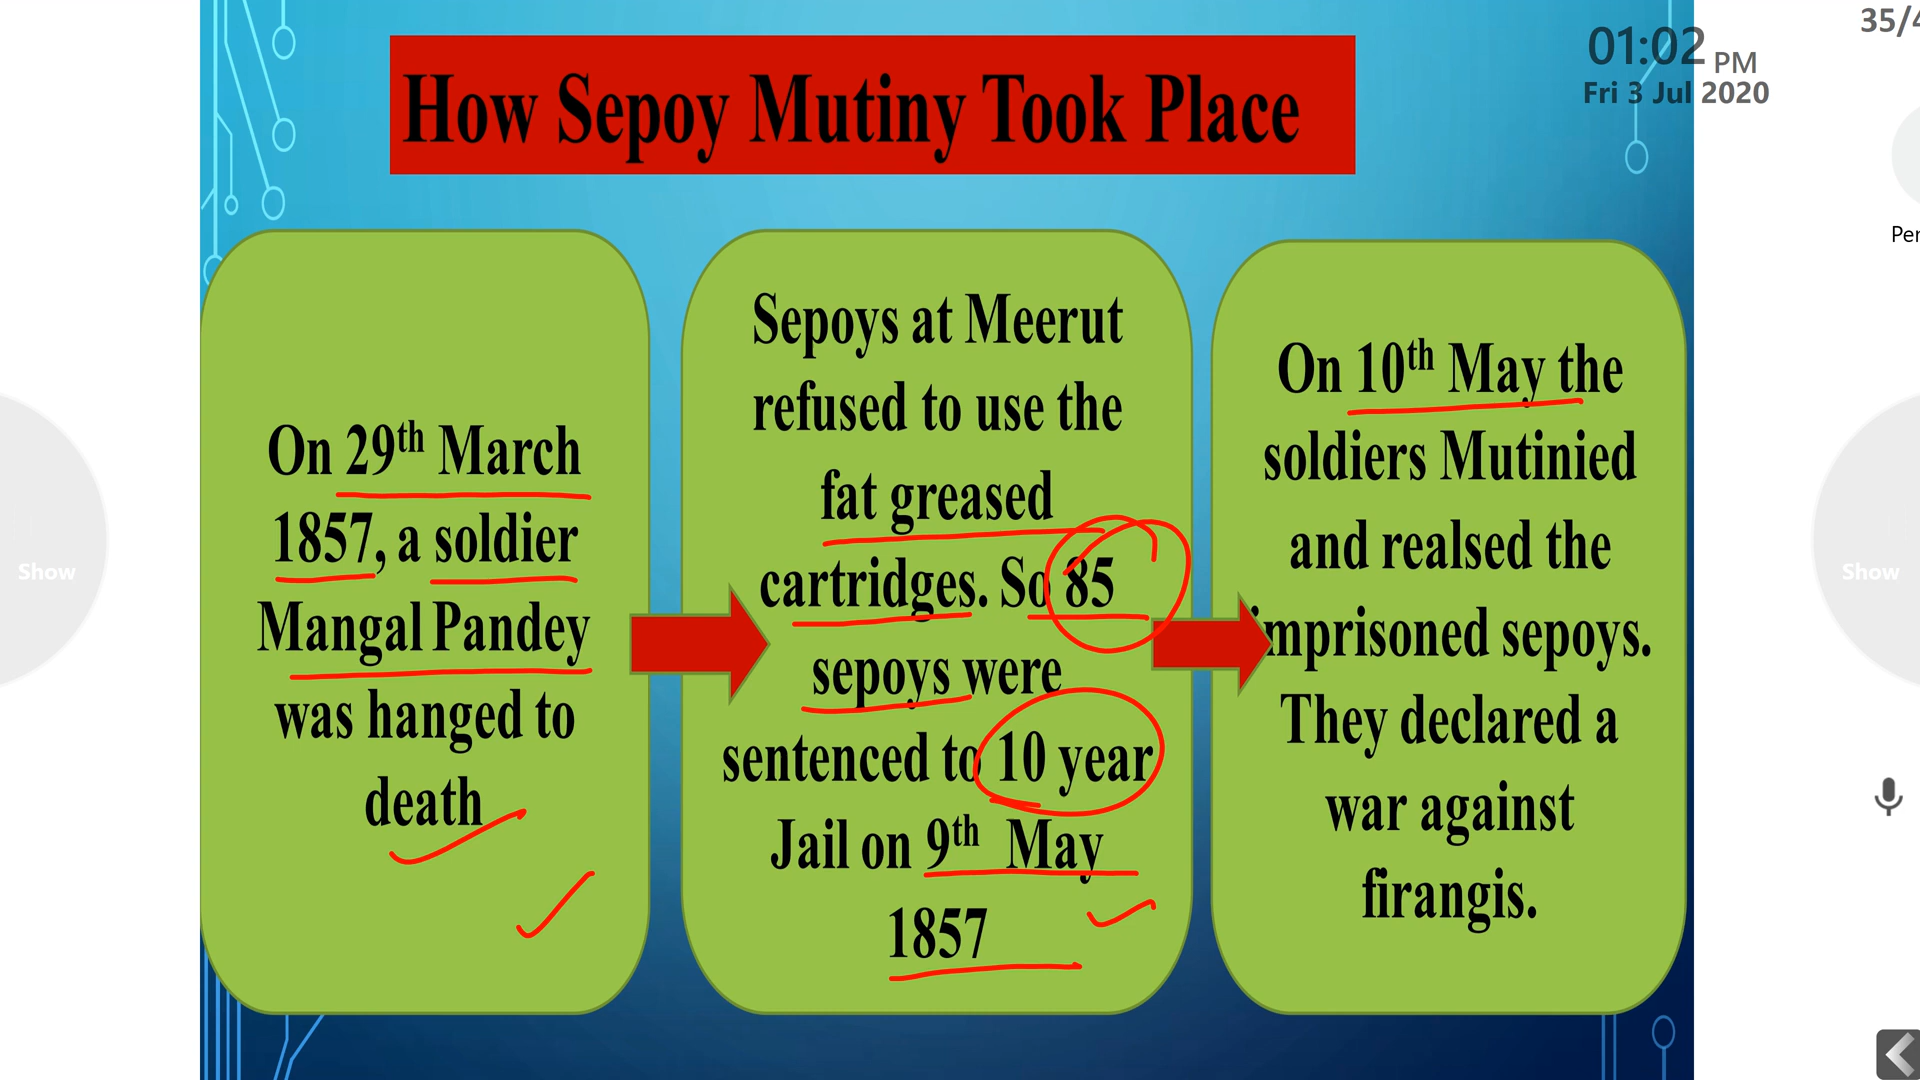 How Sepoy Mutiny Took Place
01:02 PM
Fri 3 Jul 2020
35/4
Per
On 29th March
1857, a soldier
Mangal Pandey
was hanged to
death
Sepoys at Meerut
refused to use the
fat greased
cartridges. So 85
sepoys were
sentenced to 10 year
Jail on 9th May
1857
On 10th May the
soldiers Mutinied
and realsed the
imprisoned sepoys.
They declared a
war against
firangis.
Show
Show